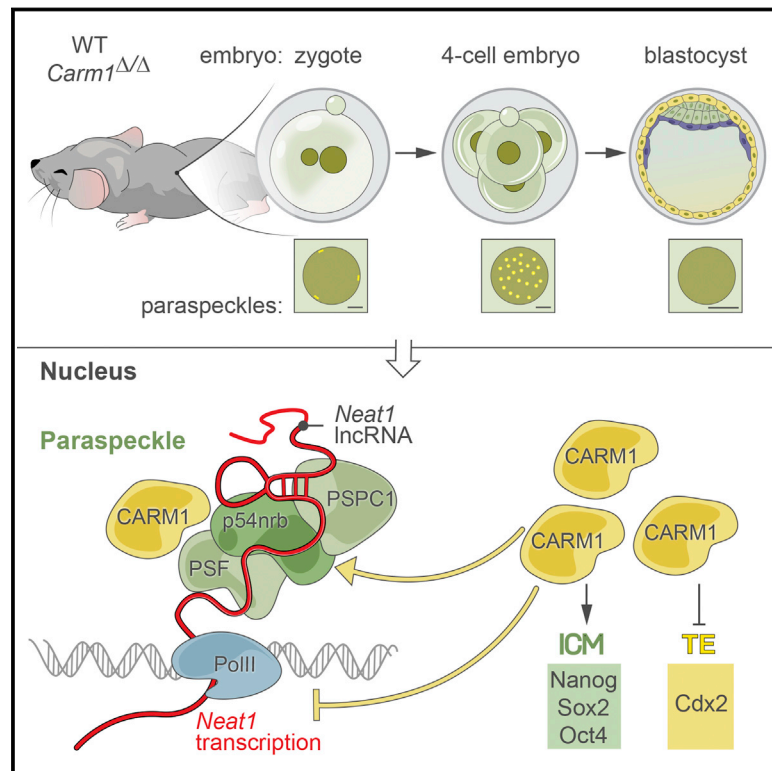 WT
Carm1Δ/Δ
embryo: zygote
4-cell embryo
blastocyst
paraspeckles:
Nucleus
Paraspeckle
Neat1
lncRNA
CARM1
p54nrb
PSPC1
PSF
PolII
Neat1
transcription
CARM1
CARM1
CARM1
ICM
TE
Nanog
Sox2
Oct4
Cdx2